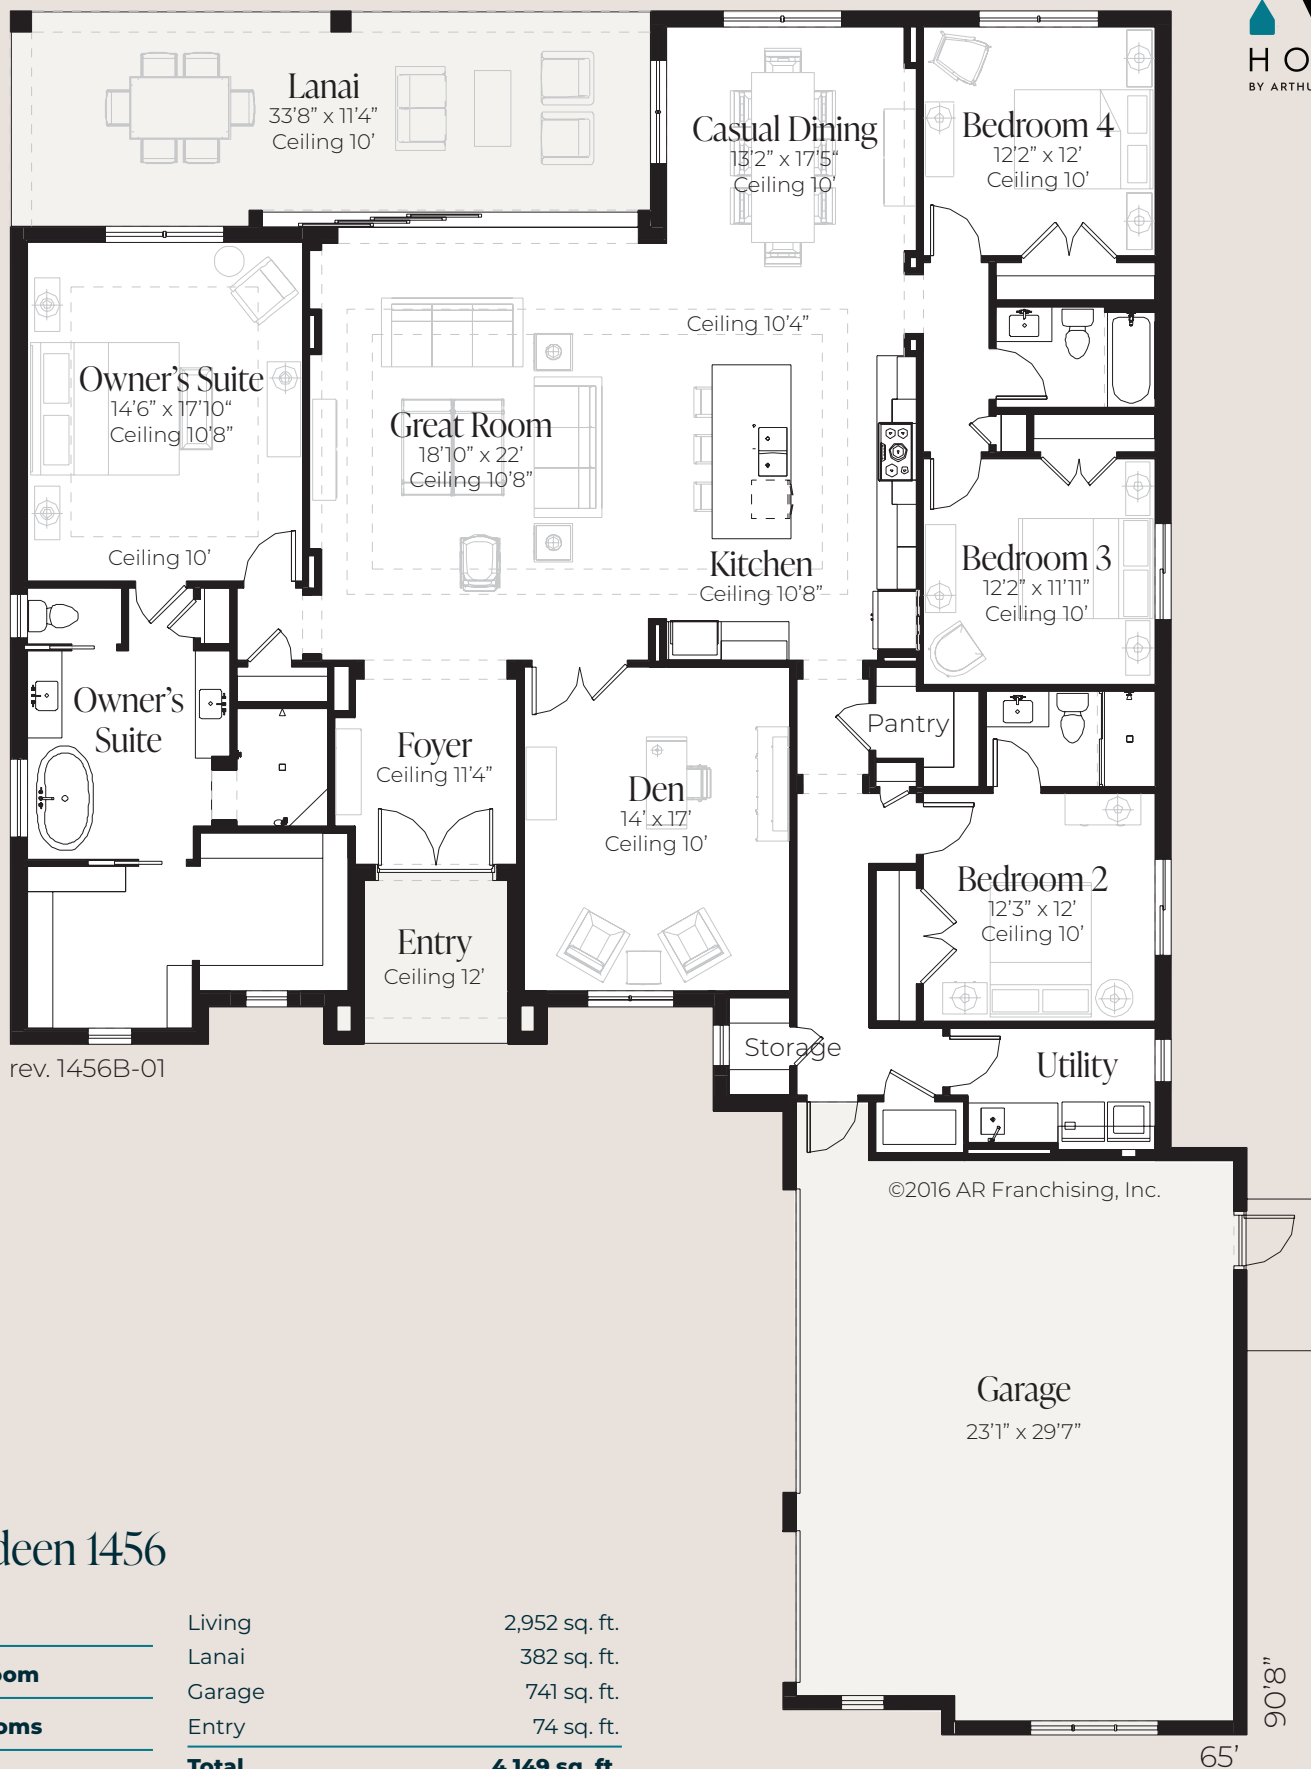 HO
BY ARTHU
Lanai
33'8" x 11'4"
Ceiling 10'
Casual Dining
13'2" x 17'5"
Ceiling 10'
Bedroom 4
12'2" x 12'
Ceiling 10'
Ceiling 10'4"
Owner's Suite
14'6" x 17'10"
Ceiling 10'8"
Ceiling 10'
Great Room
18'10" x 22'
Ceiling 10'8"
Kitchen
Ceiling 10'8"
Bedroom 3
12'2" x 11'11"
Ceiling 10'
Owner's
Suite
Foyer
Ceiling 11'4"
Den
14' x 17'
Ceiling 10'
Pantry
Bedroom 2
12'3" x 12'
Ceiling 10'
Entry
Ceiling 12'
Storage
Utility
rev. 1456B-01
©2016 AR Franchising, Inc.
Garage
23'1" x 29'7"
90'8"
65'
deen 1456
oom
oms
Living 2,952 sq. ft.
Lanai 382 sq. ft.
Garage 741 sq. ft.
Entry 74 sq. ft.
Total 4,149 sq. ft.